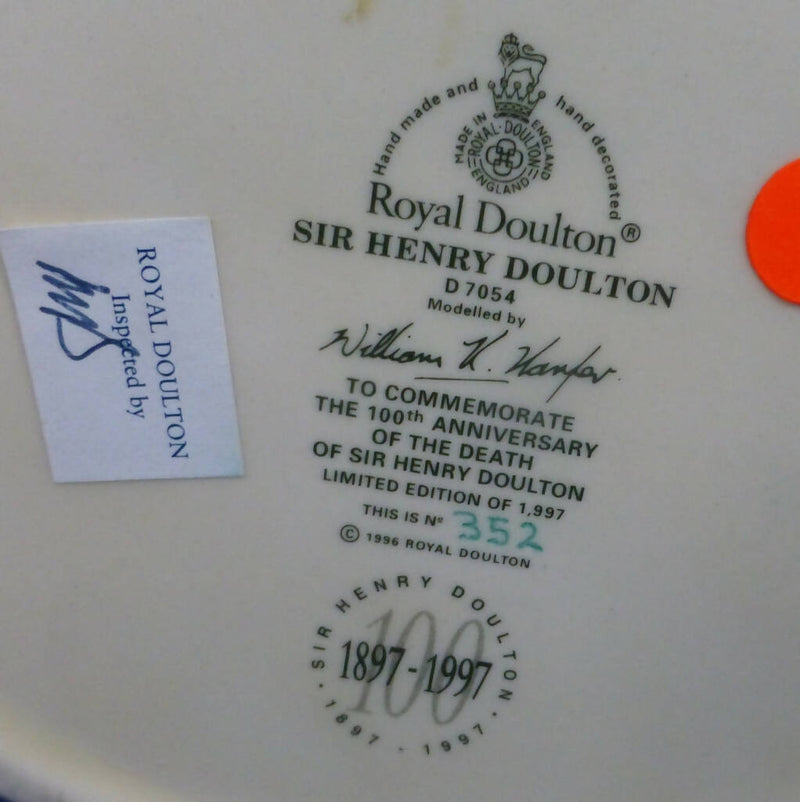 Hand made and hand decorated
MADE IN ENGLAND
ROYAL·DOULTON
ENGLAND
Royal Doulton®
SIR HENRY DOULTON
D 7054
Modelled by
William K. Harper
TO COMMEMORATE
THE 100th ANNIVERSARY
OF THE DEATH
OF SIR HENRY DOULTON
LIMITED EDITION OF 1,997
THIS IS Nº 352
© 1996 ROYAL DOULTON
SIR HENRY DOULTON
100
1897-1997
· 1897 · 1997 ·
ROYAL DOULTON
Inspected by